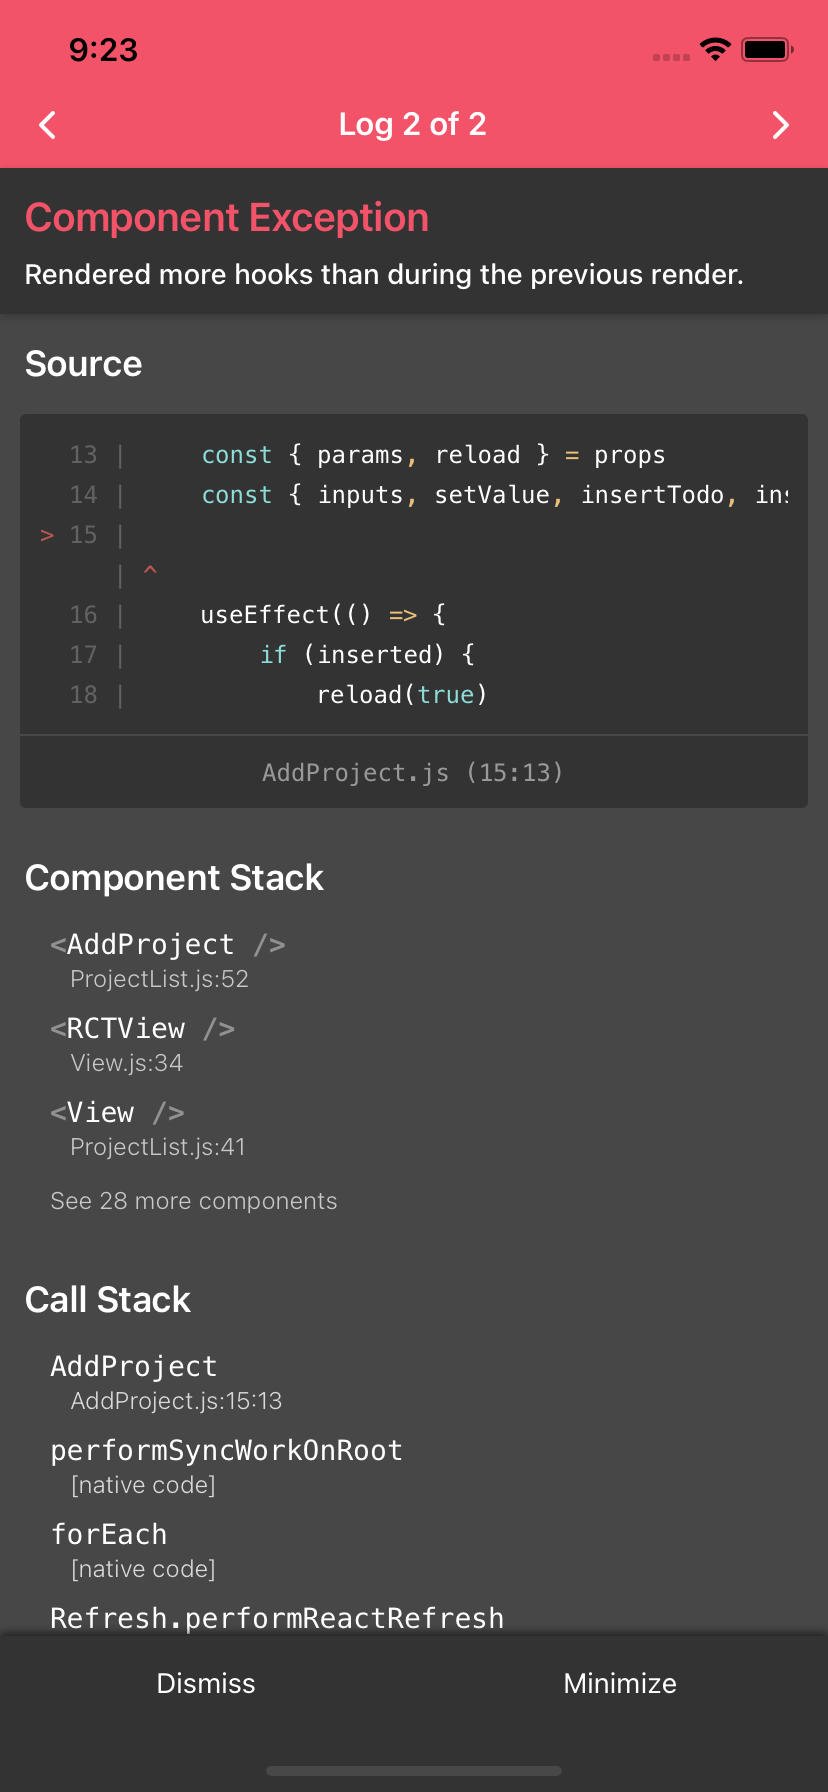 9:23
Log 2 of 2
Component Exception
Rendered more hooks than during the previous render.
Source
13 | const { params, reload } = props
14 | const { inputs, setValue, insertTodo, ins
> 15 |
| ^
16 | useEffect(() => {
17 | if (inserted) {
18 | reload(true)
AddProject.js (15:13)
Component Stack
<AddProject />
ProjectList.js:52
<RCTView />
View.js:34
<View />
ProjectList.js:41
See 28 more components
Call Stack
AddProject
AddProject.js:15:13
performSyncWorkOnRoot
[native code]
forEach
[native code]
Refresh.performReactRefresh
Dismiss Minimize